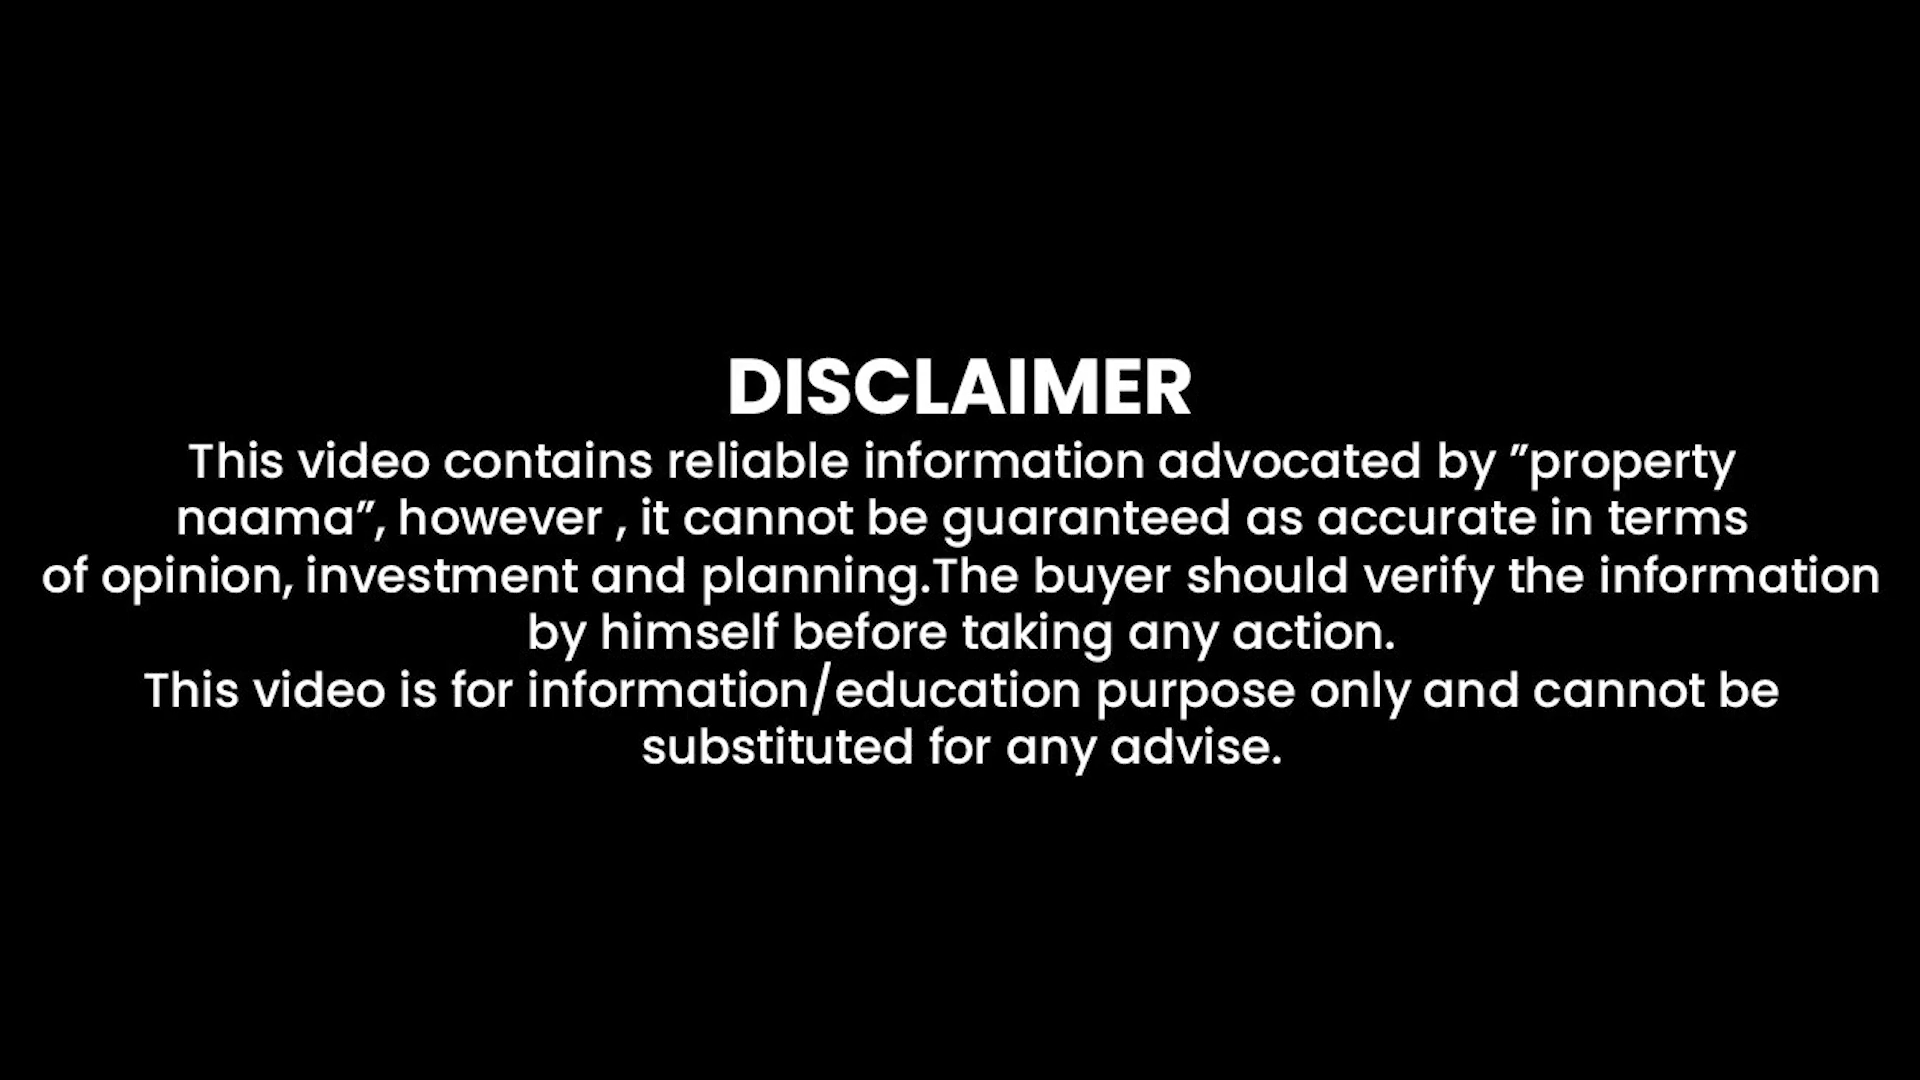 DISCLAIMER
This video contains reliable information advocated by ”property
naama”, however , it cannot be guaranteed as accurate in terms
of opinion, investment and planning.The buyer should verify the information
by himself before taking any action.
This video is for information/education purpose only and cannot be
substituted for any advise.